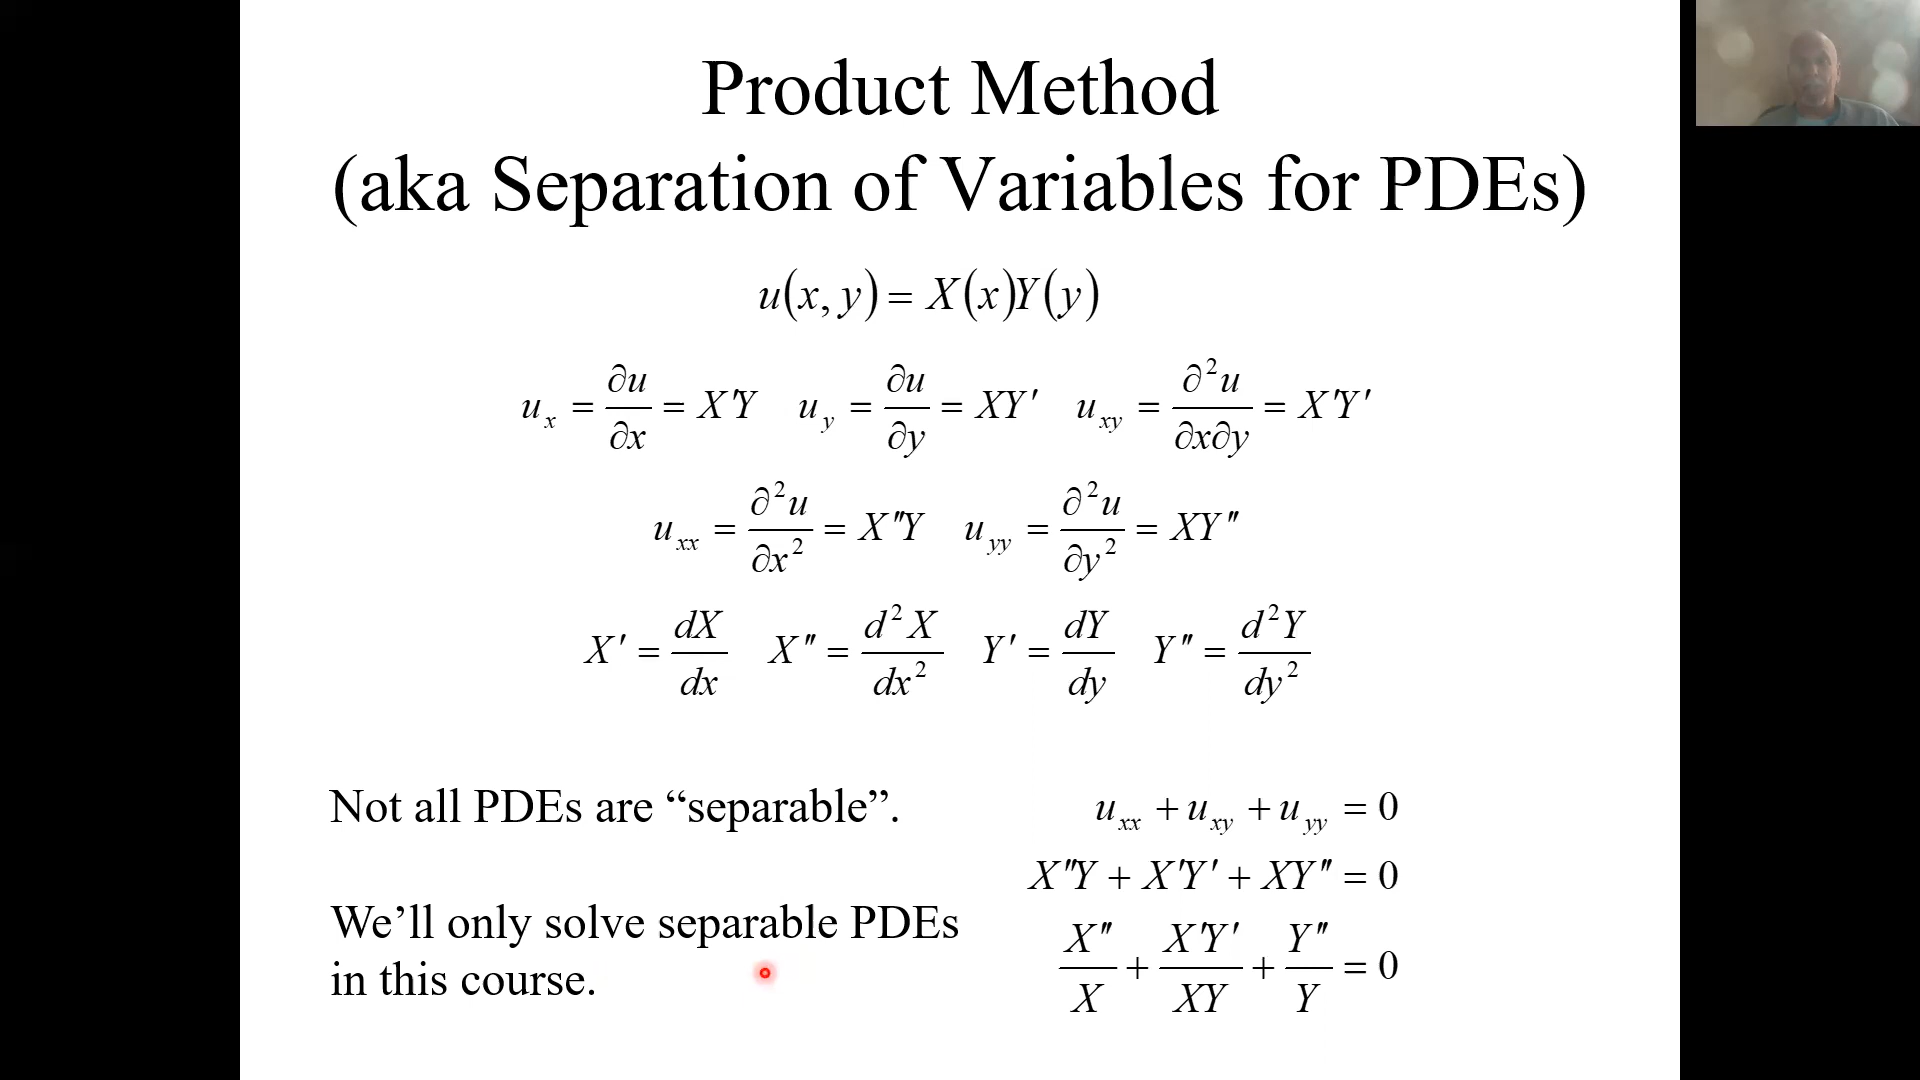 Product Method
(aka Separation of Variables for PDEs)
u(x, y) = X(x)Y(y)
u_x = ∂u/∂x = X'Y u_y = ∂u/∂y = XY' u_xy = ∂²u/∂x∂y = X'Y'
u_xx = ∂²u/∂x² = X"Y u_yy = ∂²u/∂y² = XY"
X' = dX/dx X" = d²X/dx² Y' = dY/dy Y" = d²Y/dy²
Not all PDEs are “separable”.
u_xx + u_xy + u_yy = 0
X"Y + X'Y' + XY" = 0
We’ll only solve separable PDEs
in this course.
X"/X + X'Y'/XY + Y"/Y = 0